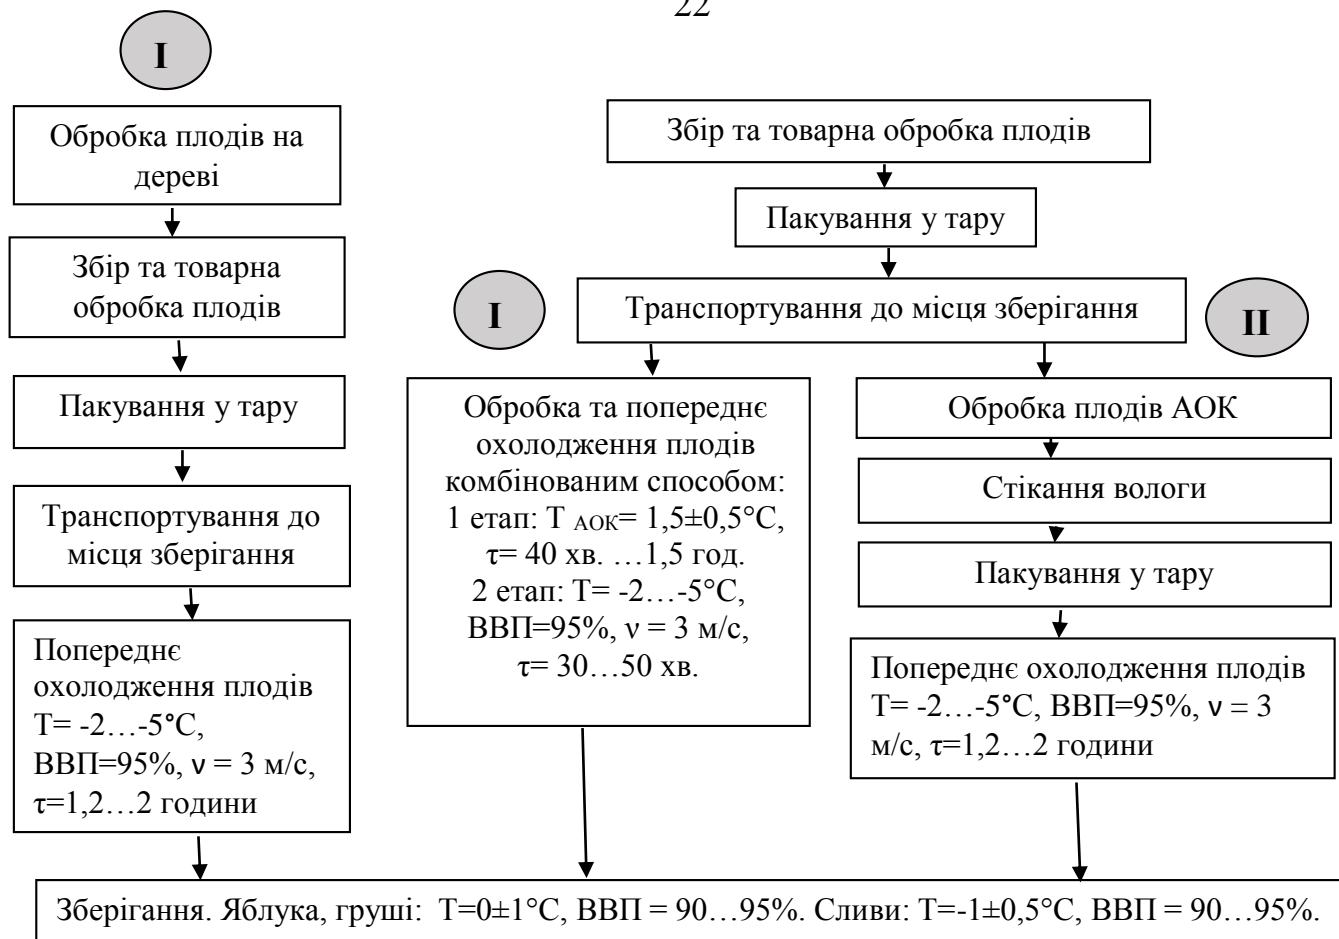 22
I
Обробка плодів на
дереві
Збір та товарна
обробка плодів
Пакування у тару
Транспортування до
місця зберігання
Попереднє
охолодження плодів
Т= -2…-5°С,
ВВП=95%, ν = 3 м/с,
τ=1,2…2 години
Збір та товарна обробка плодів
Пакування у тару
Транспортування до місця зберігання
I
Обробка та попереднє
охолодження плодів
комбінованим способом:
1 етап: Т АОК= 1,5±0,5°С,
τ= 40 хв. …1,5 год.
2 етап: Т= -2…-5°С,
ВВП=95%, ν = 3 м/с,
τ= 30…50 хв.
II
Обробка плодів АОК
Стікання вологи
Пакування у тару
Попереднє охолодження плодів
Т= -2…-5°С, ВВП=95%, ν = 3
м/с, τ=1,2…2 години
Зберігання. Яблука, груші: Т=0±1°С, ВВП = 90…95%. Сливи: Т=-1±0,5°С, ВВП = 90…95%.